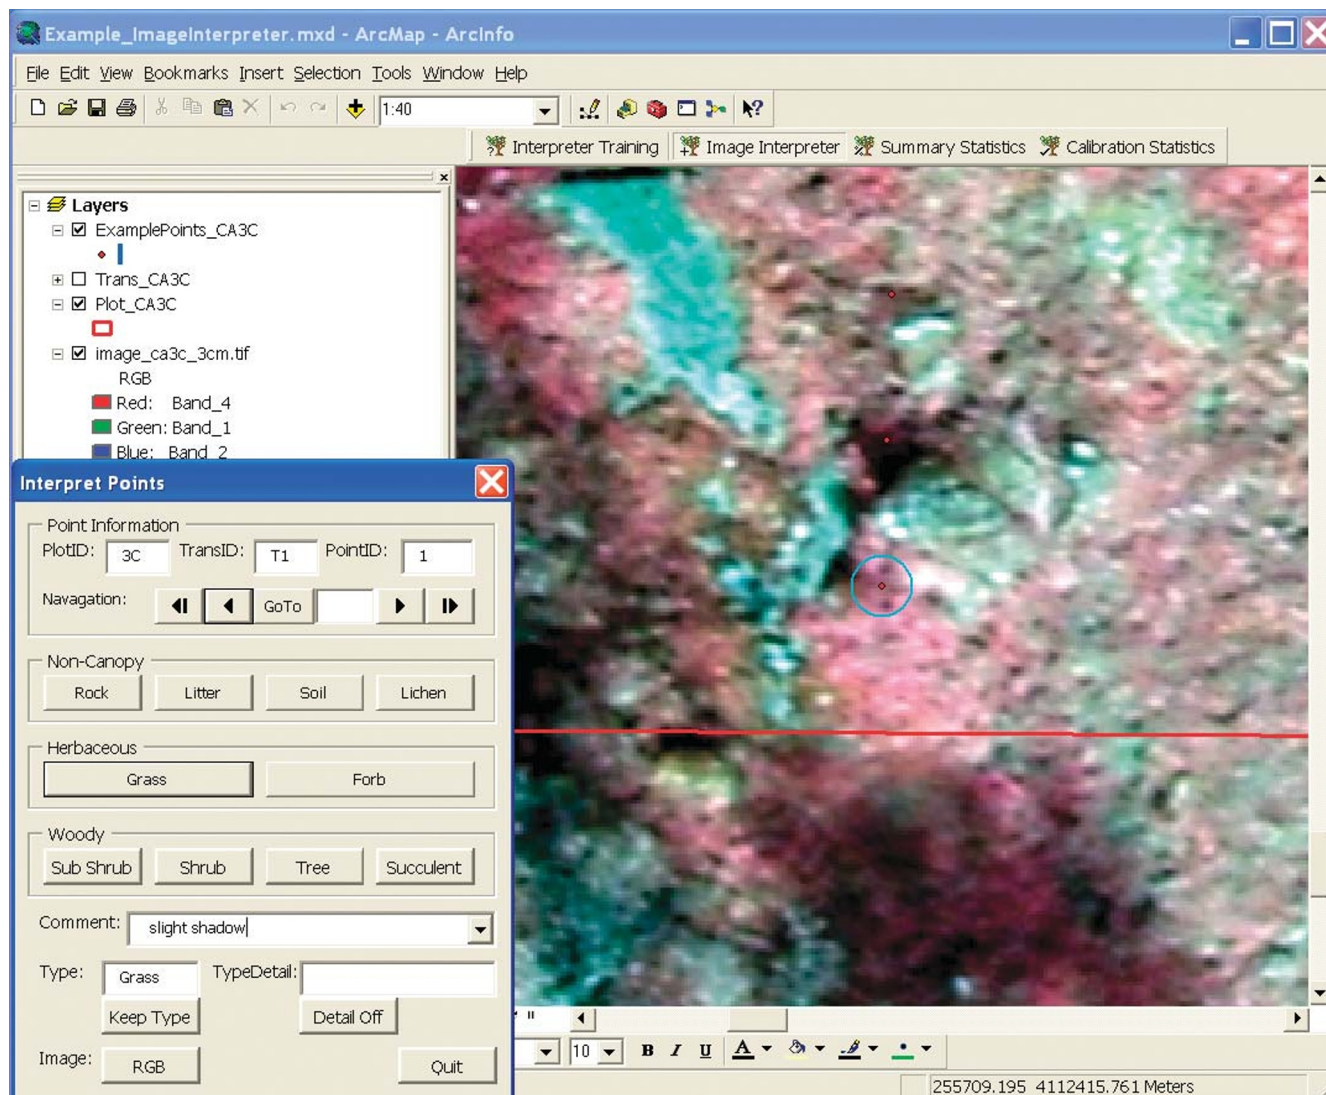 Example_ImageInterpreter.mxd - ArcMap - ArcInfo
File Edit View Bookmarks Insert Selection Tools Window Help
1:40
Interpreter Training Image Interpreter Summary Statistics Calibration Statistics
Layers
ExamplePoints_CA3C
Trans_CA3C
Plot_CA3C
image_ca3c_3cm.tif
RGB
Red: Band_4
Green: Band_1
Blue: Band_2
Interpret Points
Point Information
PlotID: 3C TransID: T1 PointID: 1
Navagation: GoTo
Non-Canopy
Rock Litter Soil Lichen
Herbaceous
Grass Forb
Woody
Sub Shrub Shrub Tree Succulent
Comment: slight shadow
Type: Grass TypeDetail:
Keep Type Detail Off
Image: RGB Quit
10 B I U A
255709.195 4112415.761 Meters